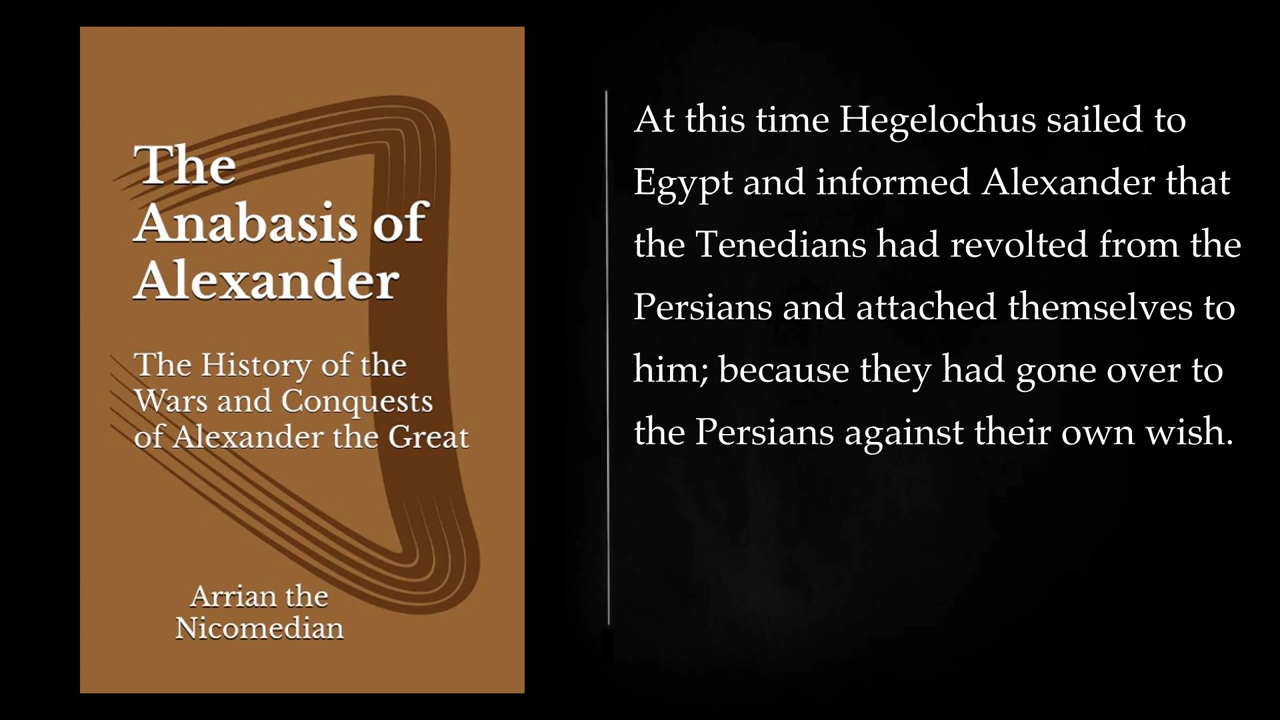 The
Anabasis of
Alexander
The History of the
Wars and Conquests
of Alexander the Great
Arrian the
Nicomedian
At this time Hegelochus sailed to
Egypt and informed Alexander that
the Tenedians had revolted from the
Persians and attached themselves to
him; because they had gone over to
the Persians against their own wish.